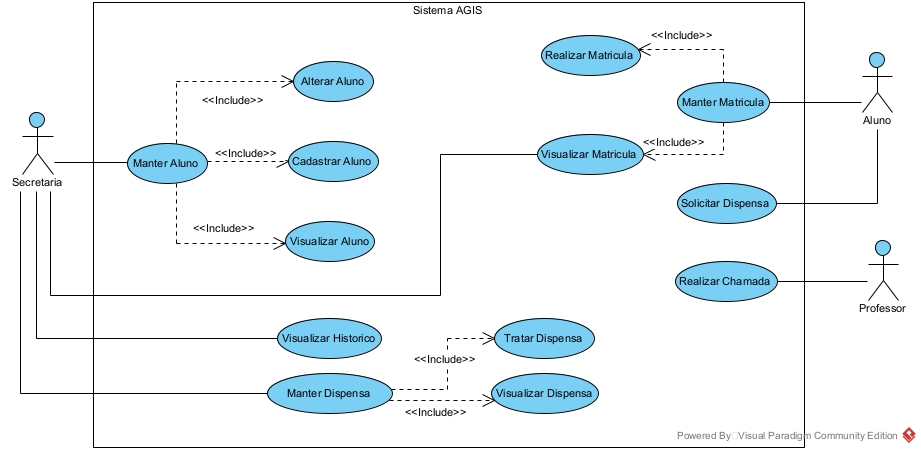 Sistema AGIS
<<Include>>
Realizar Matricula
Alterar Aluno
<<Include>>
Manter Matricula
Aluno
<<Include>>
Visualizar Matricula
<<Include>>
Manter Aluno
Cadastrar Aluno
Secretaria
Solicitar Dispensa
<<Include>>
Visualizar Aluno
Realizar Chamada
Professor
Visualizar Historico
Tratar Dispensa
<<Include>>
Manter Dispensa
Visualizar Dispensa
<<Include>>
Powered By Visual Paradigm Community Edition